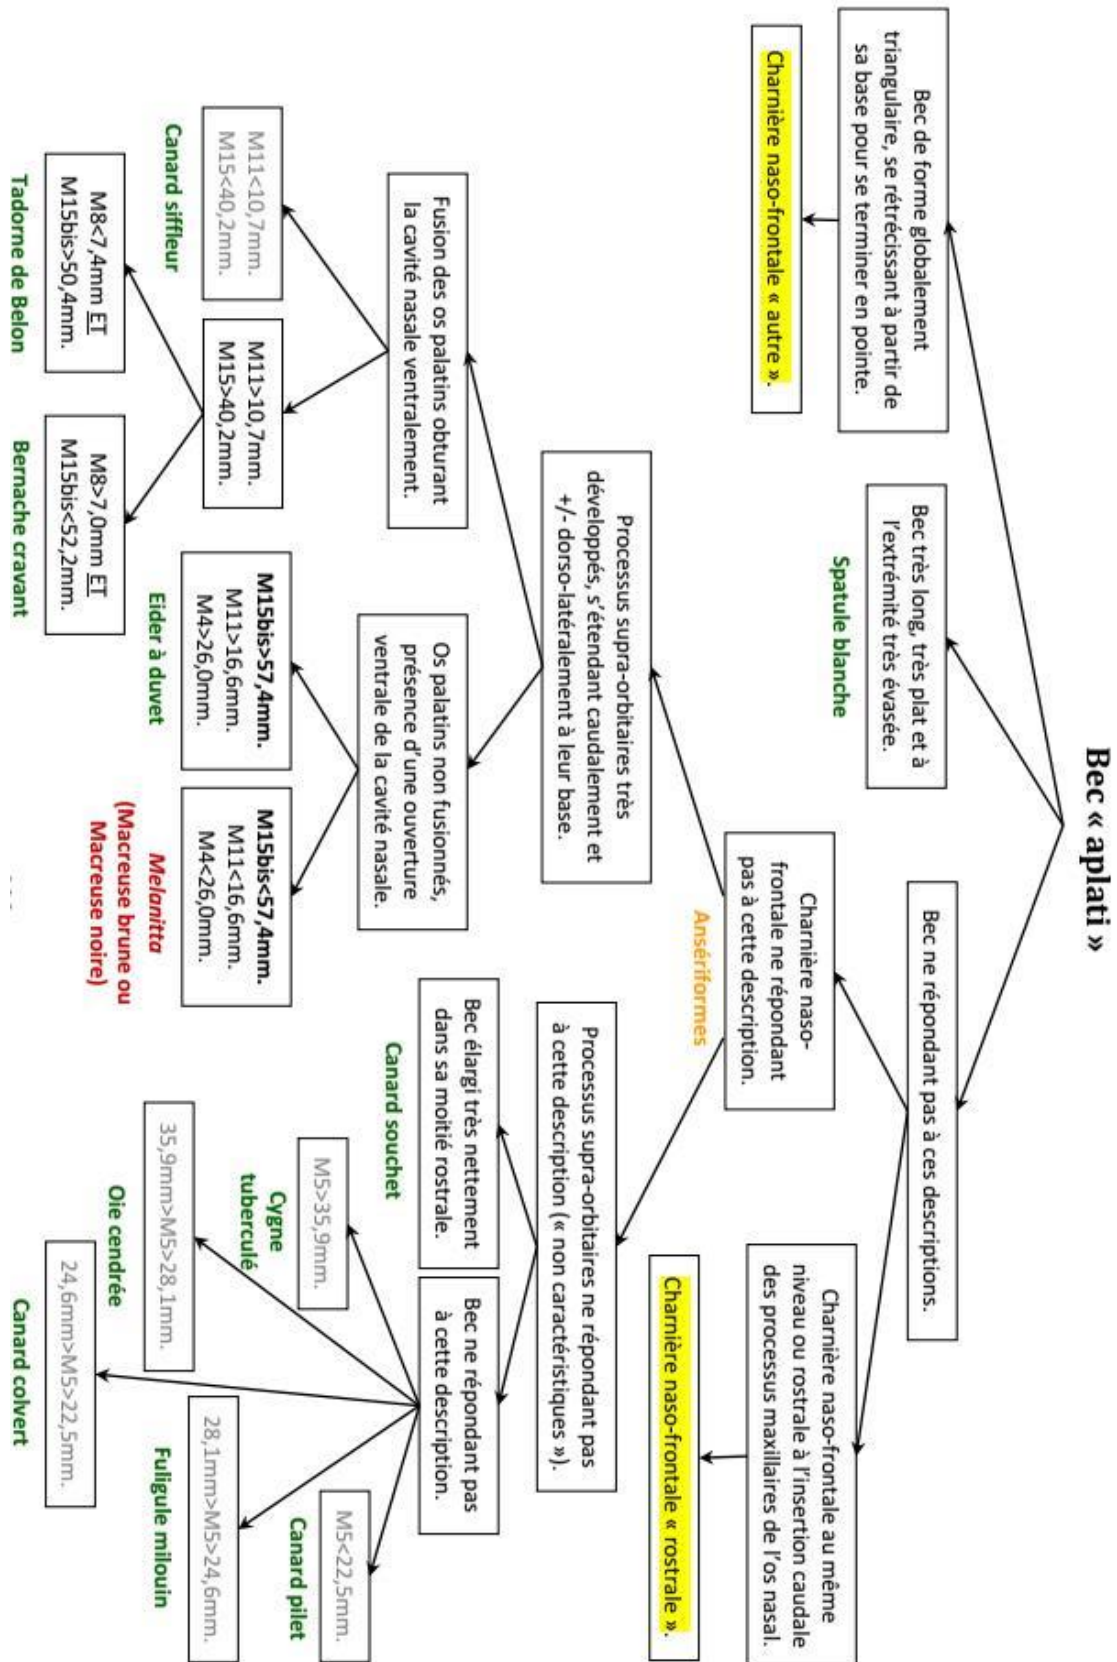 Bec « aplati »
Bec de forme globalement
triangulaire, se rétrécissant à partir de
sa base pour se terminer en pointe.
Charnière naso-frontale « autre ».
Bec très long, très plat et à
l'extrémité très évasée.
Spatule blanche
Bec ne répondant pas à ces descriptions.
Charnière naso-
frontale ne répondant
pas à cette description.
Ansériformes
Charnière naso-frontale au même
niveau ou rostrale à l'insertion caudale
des processus maxillaires de l'os nasal.
Charnière naso-frontale « rostrale ».
Processus supra-orbitaires très
développés, s'étendant caudalement et
+/- dorso-latéralement à leur base.
Processus supra-orbitaires ne répondant pas
à cette description (« non caractéristiques »).
Fusion des os palatins obturant
la cavité nasale ventralement.
Os palatins non fusionnés,
présence d'une ouverture
ventrale de la cavité nasale.
Bec élargi très nettement
dans sa moitié rostrale.
Canard souchet
Bec ne répondant pas
à cette description.
M11<10,7mm.
M15<40,2mm.
Canard siffleur
M11>10,7mm.
M15>40,2mm.
M15bis>57,4mm.
M11>16,6mm.
M4>26,0mm.
Eider à duvet
M15bis<57,4mm.
M11<16,6mm.
M4<26,0mm.
Melanitta
(Macreuse brune ou
Macreuse noire)
M5>35,9mm.
Cygne
tuberculé
M5<22,5mm.
Canard pilet
35,9mm>M5>28,1mm.
Oie cendrée
28,1mm>M5>24,6mm.
Fuligule milouin
M8<7,4mm ET
M15bis>50,4mm.
Tadorne de Belon
M8>7,0mm ET
M15bis<52,2mm.
Bernache cravant
24,6mm>M5>22,5mm.
Canard colvert